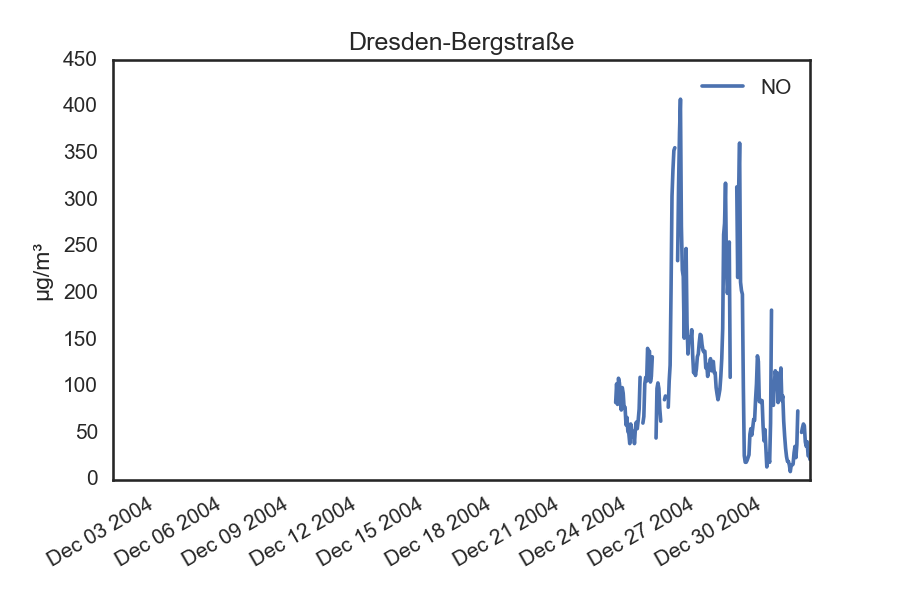 Dresden-Bergstraße
450
400
350
300
250
200
150
100
50
0
µg/m³
NO
Dec 03 2004
Dec 06 2004
Dec 09 2004
Dec 12 2004
Dec 15 2004
Dec 18 2004
Dec 21 2004
Dec 24 2004
Dec 27 2004
Dec 30 2004